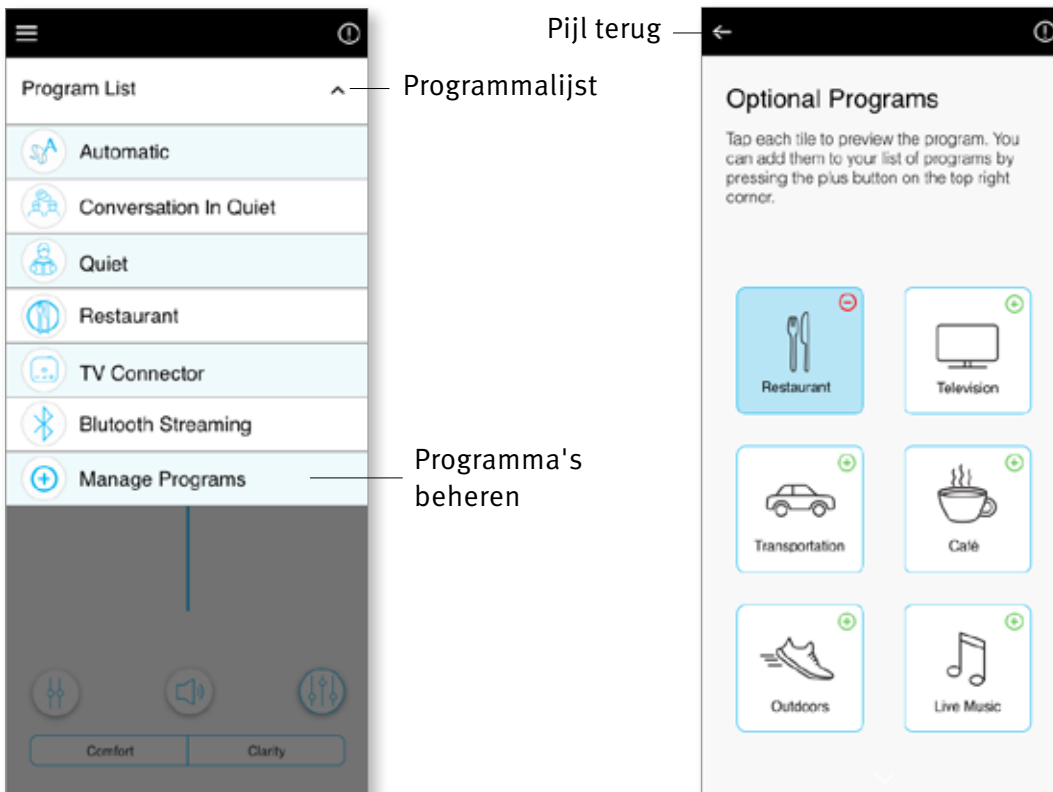 Program List
Automatic
Conversation In Quiet
Quiet
Restaurant
TV Connector
Blutooth Streaming
Manage Programs
Comfort
Clarity
Programmalijst
Programma's
beheren
Pijl terug
Optional Programs
Tap each tile to preview the program. You
can add them to your list of programs by
pressing the plus button on the top right
corner.
Restaurant
Television
Transportation
Café
Outdoors
Live Music